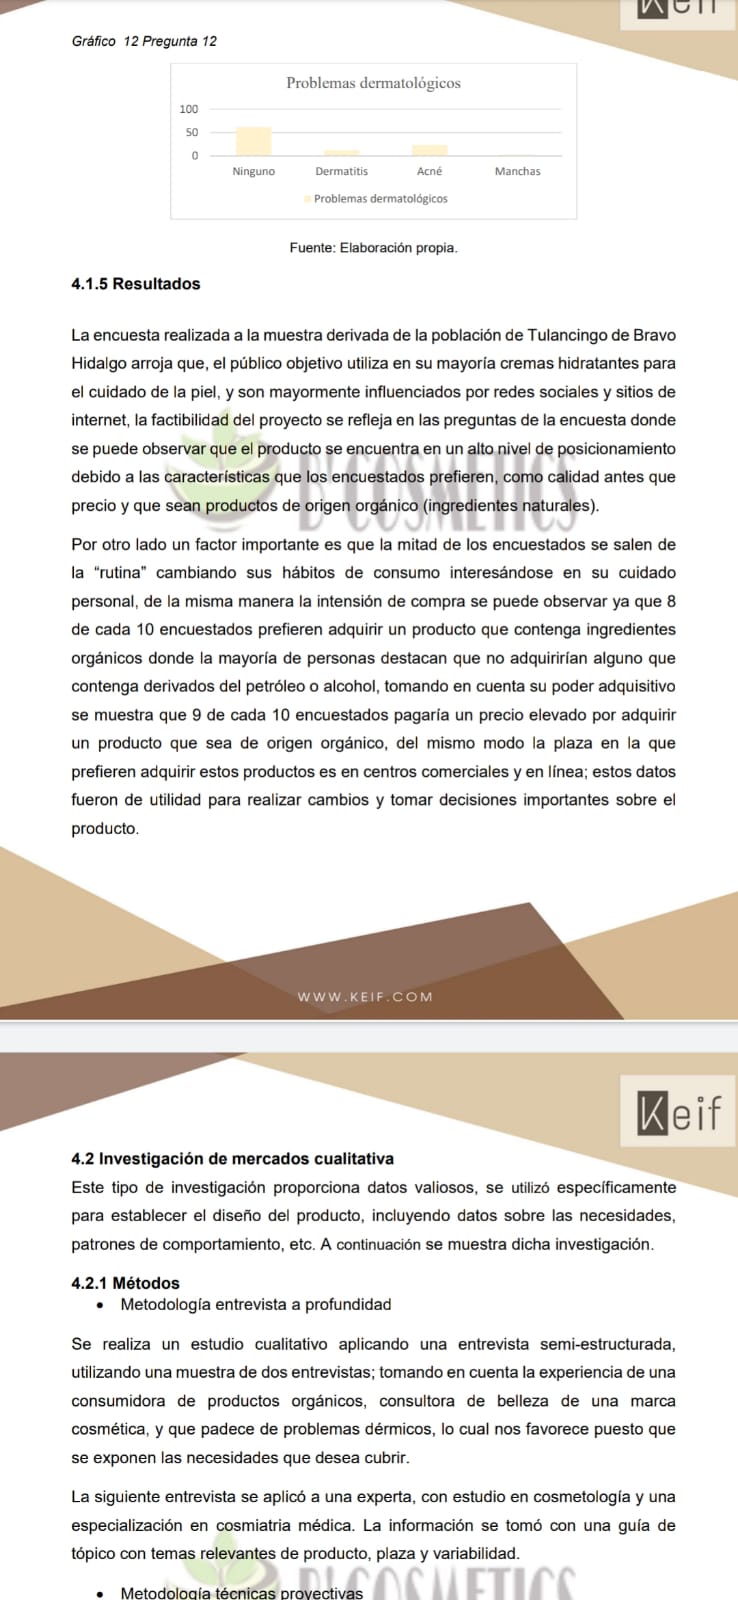 Keif
Gráfico 12 Pregunta 12
Problemas dermatológicos
100
50
0
Ninguno
Dermatitis
Acné
Manchas
Problemas dermatológicos
Fuente: Elaboración propia.
4.1.5 Resultados
La encuesta realizada a la muestra derivada de la población de Tulancingo de Bravo
Hidalgo arroja que, el público objetivo utiliza en su mayoría cremas hidratantes para
el cuidado de la piel, y son mayormente influenciados por redes sociales y sitios de
internet, la factibilidad del proyecto se refleja en las preguntas de la encuesta donde
se puede observar que el producto se encuentra en un alto nivel de posicionamiento
debido a las características que los encuestados prefieren, como calidad antes que
precio y que sean productos de origen orgánico (ingredientes naturales).
B'COSMETICS
Por otro lado un factor importante es que la mitad de los encuestados se salen de
la “rutina” cambiando sus hábitos de consumo interesándose en su cuidado
personal, de la misma manera la intensión de compra se puede observar ya que 8
de cada 10 encuestados prefieren adquirir un producto que contenga ingredientes
orgánicos donde la mayoría de personas destacan que no adquirirían alguno que
contenga derivados del petróleo o alcohol, tomando en cuenta su poder adquisitivo
se muestra que 9 de cada 10 encuestados pagaría un precio elevado por adquirir
un producto que sea de origen orgánico, del mismo modo la plaza en la que
prefieren adquirir estos productos es en centros comerciales y en línea; estos datos
fueron de utilidad para realizar cambios y tomar decisiones importantes sobre el
producto.
WWW.KEIF.COM
Keif
4.2 Investigación de mercados cualitativa
Este tipo de investigación proporciona datos valiosos, se utilizó específicamente
para establecer el diseño del producto, incluyendo datos sobre las necesidades,
patrones de comportamiento, etc. A continuación se muestra dicha investigación.
4.2.1 Métodos
• Metodología entrevista a profundidad
Se realiza un estudio cualitativo aplicando una entrevista semi-estructurada,
utilizando una muestra de dos entrevistas; tomando en cuenta la experiencia de una
consumidora de productos orgánicos, consultora de belleza de una marca
cosmética, y que padece de problemas dérmicos, lo cual nos favorece puesto que
se exponen las necesidades que desea cubrir.
La siguiente entrevista se aplicó a una experta, con estudio en cosmetología y una
especialización en cosmiatria médica. La información se tomó con una guía de
tópico con temas relevantes de producto, plaza y variabilidad.
B'COSMETICS
• Metodología técnicas proyectivas